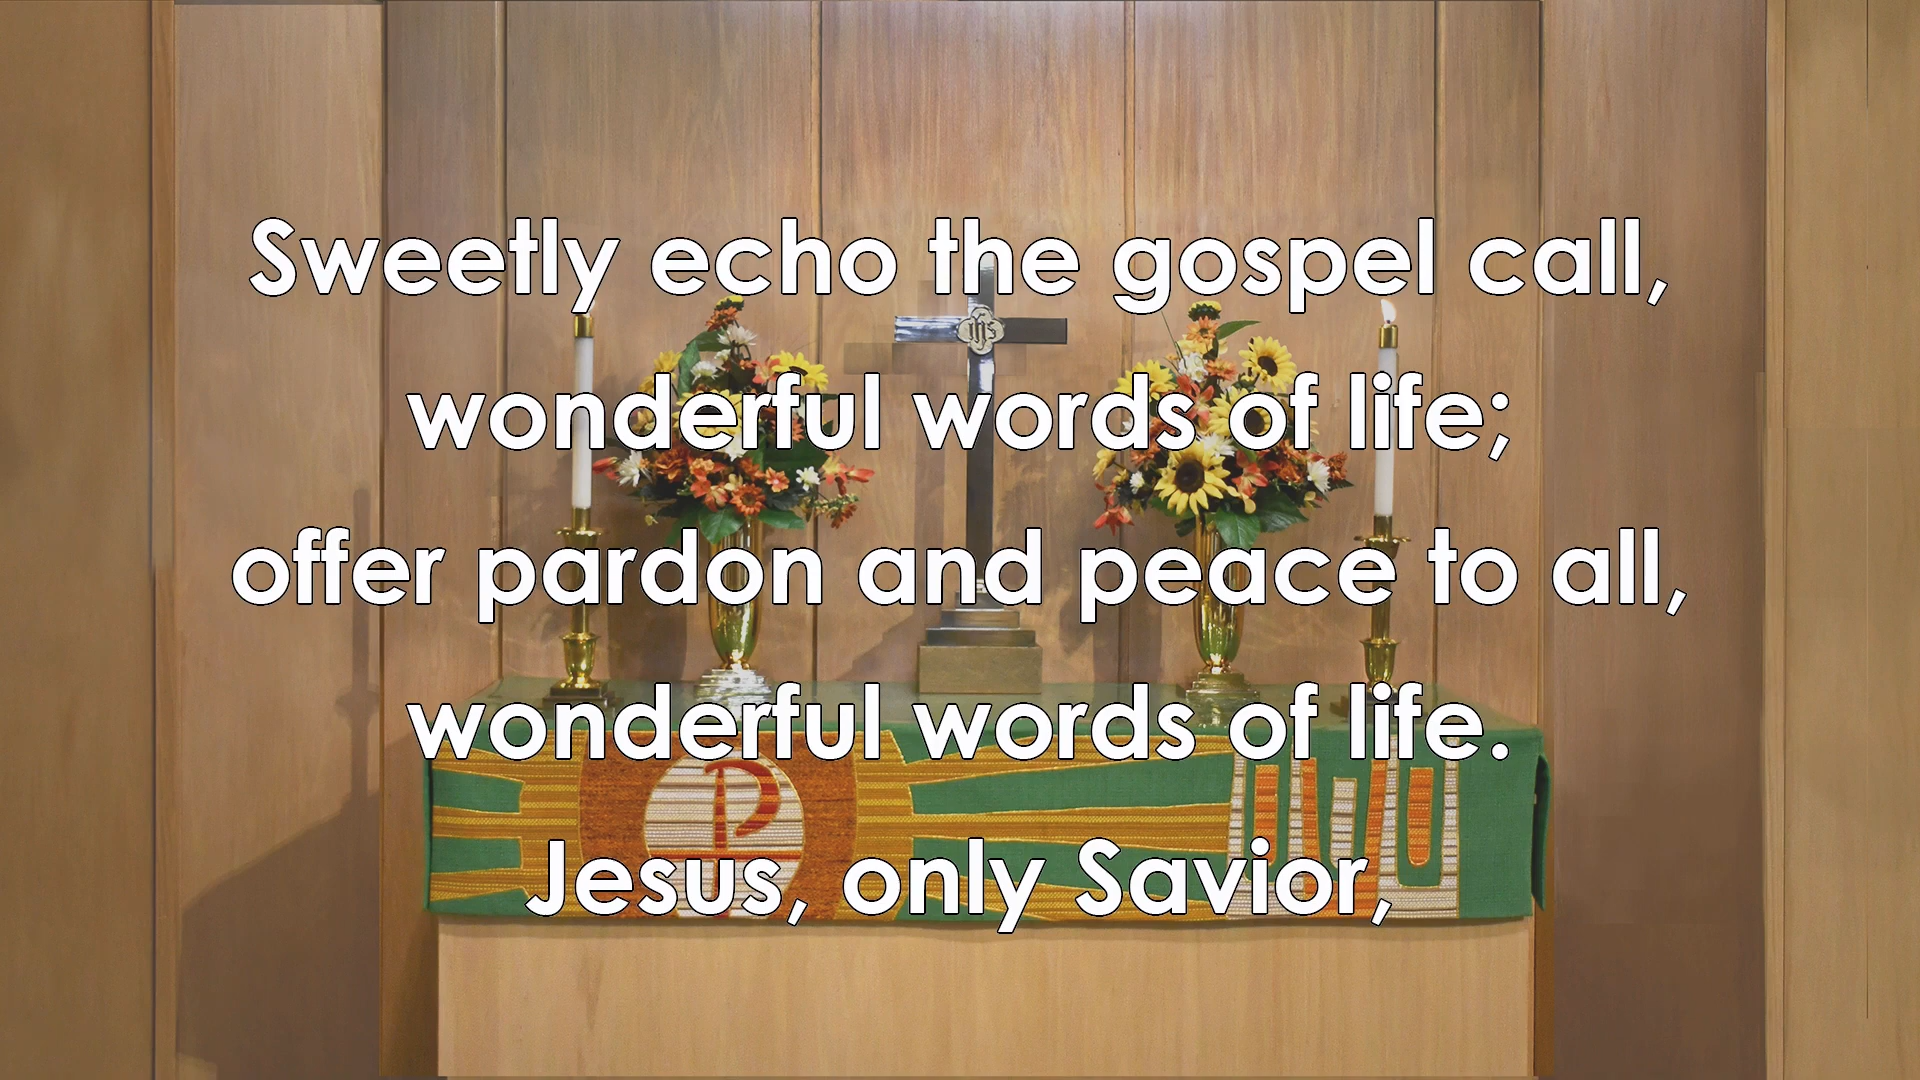 Sweetly echo the gospel call,
wonderful words of life;
offer pardon and peace to all,
wonderful words of life.
Jesus, only Savior,
ihs